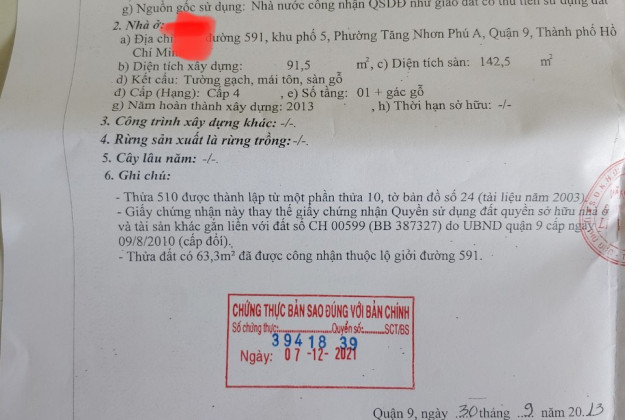 g) Nguồn gốc sử dụng: Nhà nước công nhận QSDĐ như giao đất có thu tiền sử dụng đất
2. Nhà ở:
a) Địa chỉ đường 591, khu phố 5, Phường Tăng Nhơn Phú A, Quận 9, Thành phố Hồ
Chí Min
b) Diện tích xây dựng: 91,5 m², c) Diện tích sàn: 142,5 m²
d) Kết cấu: Tường gạch, mái tôn, sàn gỗ
đ) Cấp (Hạng): Cấp 4 , e) Số tầng: 01 + gác gỗ
g) Năm hoàn thành xây dựng: 2013 , h) Thời hạn sở hữu: -/-
3. Công trình xây dựng khác: -/-.
4. Rừng sản xuất là rừng trồng: -/-.
5. Cây lâu năm: -/-.
6. Ghi chú:
- Thửa 510 được thành lập từ một phần thửa 10, tờ bản đồ số 24 (tài liệu năm 2003).
- Giấy chứng nhận này thay thế giấy chứng nhận Quyền sử dụng đất quyền sở hữu nhà ở
và tài sản khác gắn liền với đất số CH 00599 (BB 387327) do UBND quận 9 cấp ngày
09/8/2010 (cấp đổi).
- Thửa đất có 63,3m² đã được công nhận thuộc lộ giới đường 591.
CHỨNG THỰC BẢN SAO ĐÚNG VỚI BẢN CHÍNH
Số chứng thực:..............Quyển số:........SCT/BS
39418 39
Ngày: 07 -12- 2021
Quận 9, ngày 30 tháng 9 năm 2013